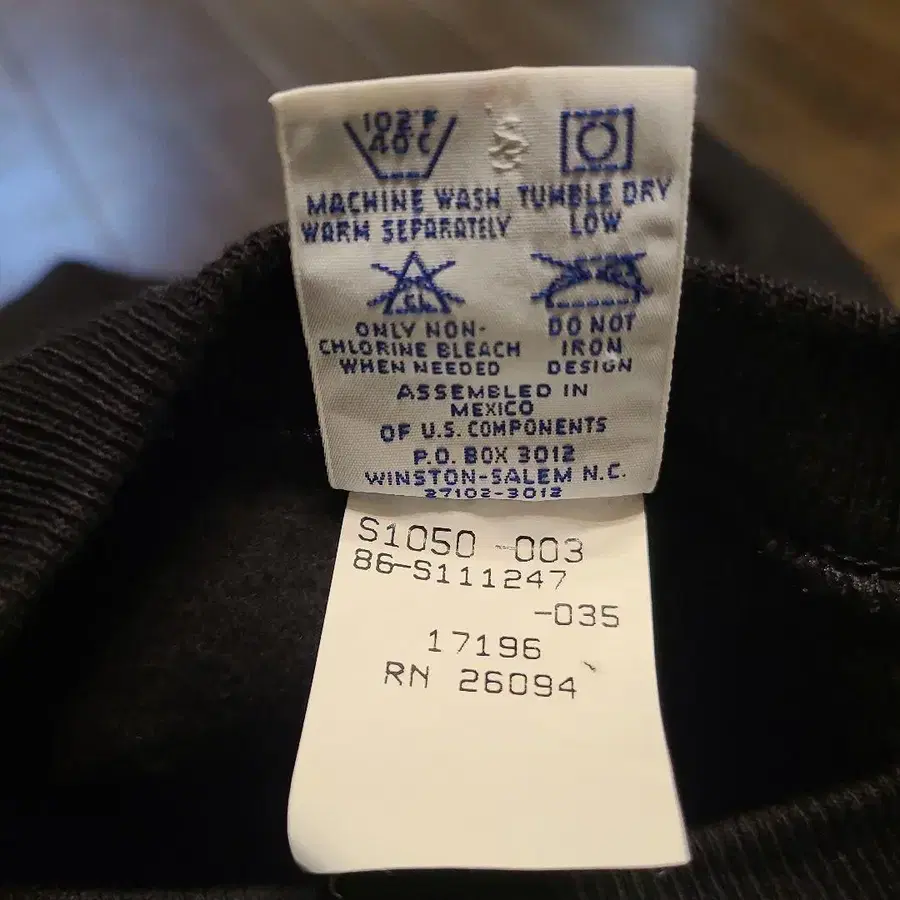 102°F
40°C
MACHINE WASH
WARM SEPARATELY
TUMBLE DRY
LOW
CL
ONLY NON-
CHLORINE BLEACH
WHEN NEEDED
DO NOT
IRON
DESIGN
ASSEMBLED IN
MEXICO
OF U.S. COMPONENTS
P.O. BOX 3012
WINSTON-SALEM N.C.
27102-3012
S1050 -003
86-S111247
-035
17196
RN 26094